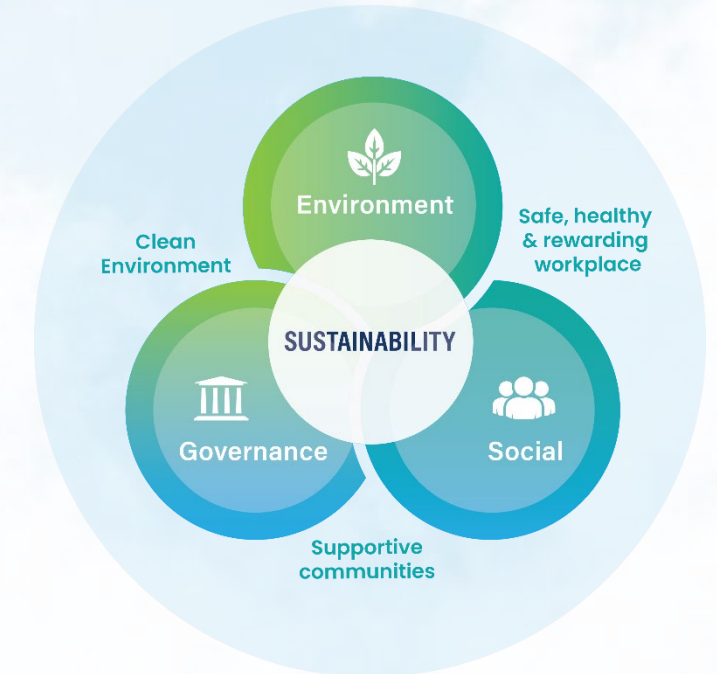 Environment
Clean
Environment
Safe, healthy
& rewarding
workplace
SUSTAINABILITY
Governance
Social
Supportive
communities